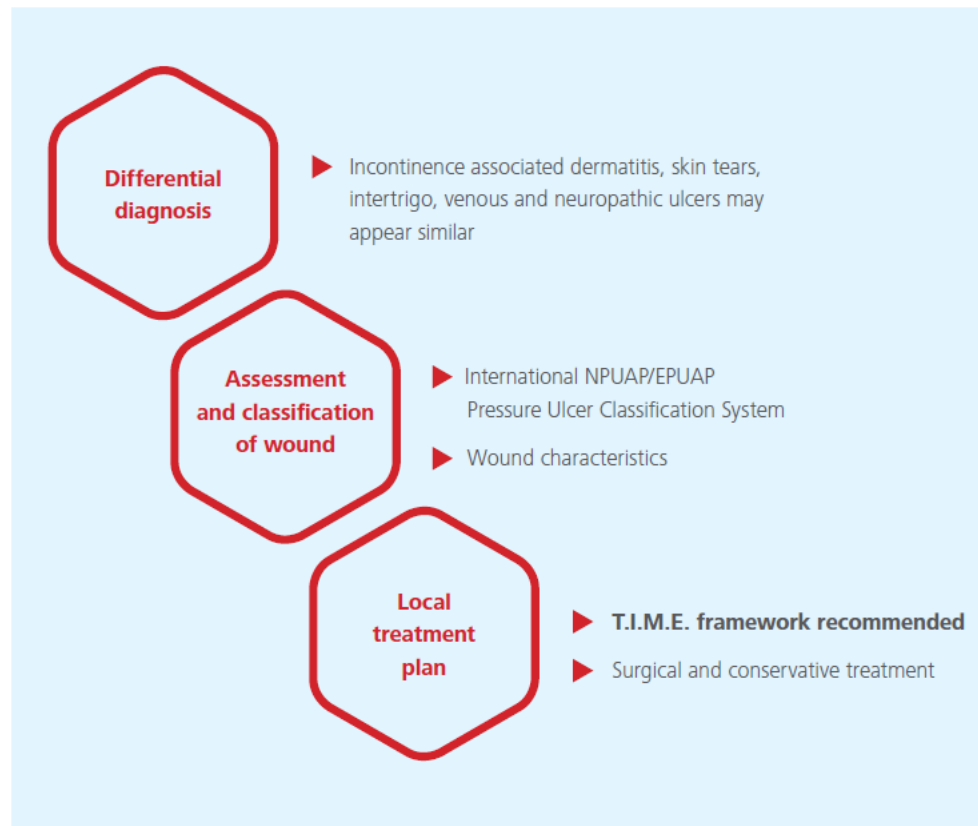 Differential
diagnosis
Incontinence associated dermatitis, skin tears,
intertrigo, venous and neuropathic ulcers may
appear similar
Assessment
and classification
of wound
International NPUAP/EPUAP
Pressure Ulcer Classification System
Wound characteristics
Local
treatment
plan
T.I.M.E. framework recommended
Surgical and conservative treatment